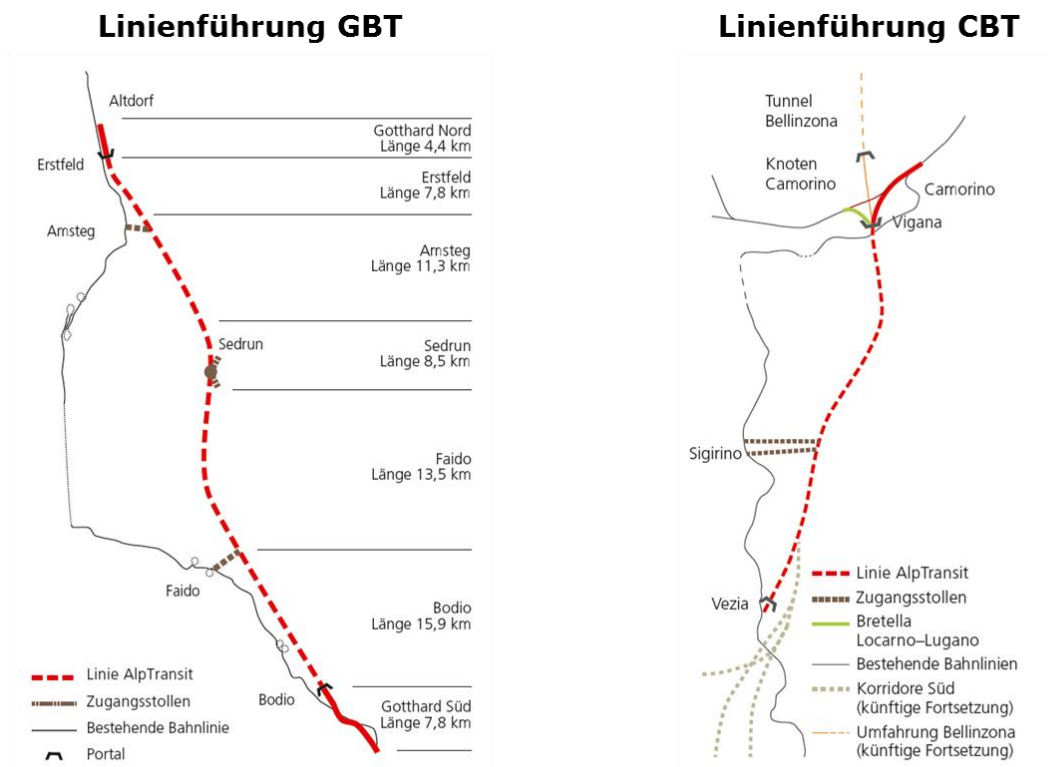 Linienführung GBT
Altdorf
Gotthard Nord
Länge 4,4 km
Erstfeld
Erstfeld
Länge 7,8 km
Amsteg
Amsteg
Länge 11,3 km
Sedrun
Sedrun
Länge 8,5 km
Faido
Länge 13,5 km
Faido
Bodio
Länge 15,9 km
Bodio
Gotthard Süd
Länge 7,8 km
Linie AlpTransit
Zugangsstollen
Bestehende Bahnlinie
Portal
Linienführung CBT
Tunnel
Bellinzona
Knoten
Camorino
Camorino
Vigana
Sigirino
Vezia
Linie AlpTransit
Zugangsstollen
Bretella
Locarno–Lugano
Bestehende Bahnlinien
Korridore Süd
(künftige Fortsetzung)
Umfahrung Bellinzona
(künftige Fortsetzung)